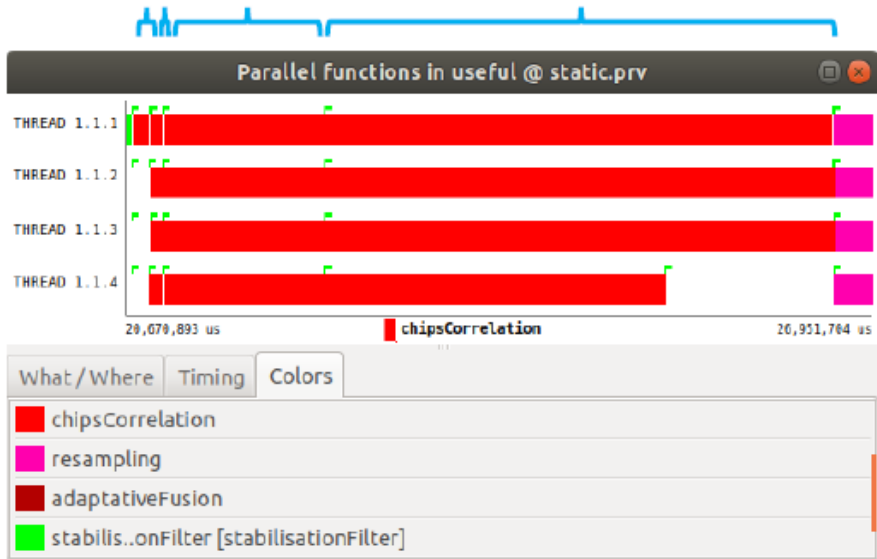 Parallel functions in useful @ static.prv
THREAD 1.1.1
THREAD 1.1.2
THREAD 1.1.3
THREAD 1.1.4
20,670,893 us chipsCorrelation 20,951,704 us
What / Where Timing Colors
chipsCorrelation
resampling
adaptativeFusion
stabilis..onFilter [stabilisationFilter]